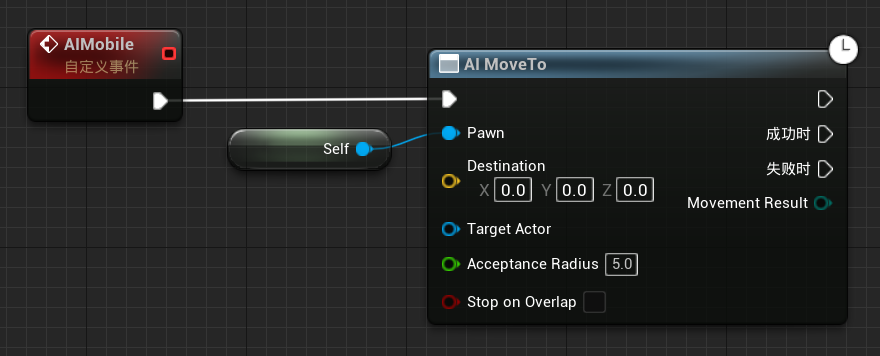 AIMobile
自定义事件
AI MoveTo
Self
Pawn
成功时
Destination
失败时
X 0.0 Y 0.0 Z 0.0
Movement Result
Target Actor
Acceptance Radius 5.0
Stop on Overlap